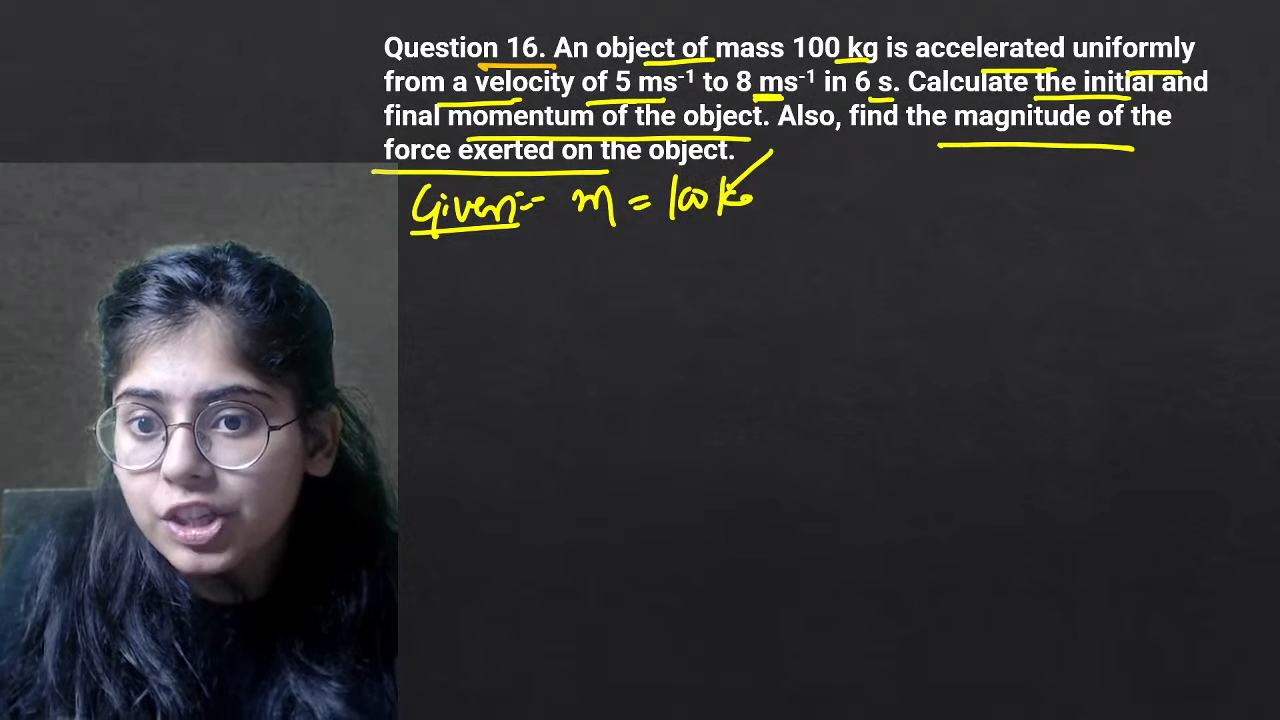 Question 16. An object of mass 100 kg is accelerated uniformly
from a velocity of 5 ms⁻¹ to 8 ms⁻¹ in 6 s. Calculate the initial and
final momentum of the object. Also, find the magnitude of the
force exerted on the object.
Given:- m = 100 kg